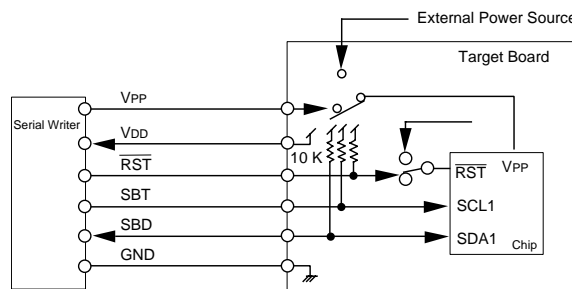 External Power Source
Target Board
Serial Writer
VPP
VDD
10 K
RST
SBT
SBD
GND
RST
VPP
SCL1
SDA1
Chip